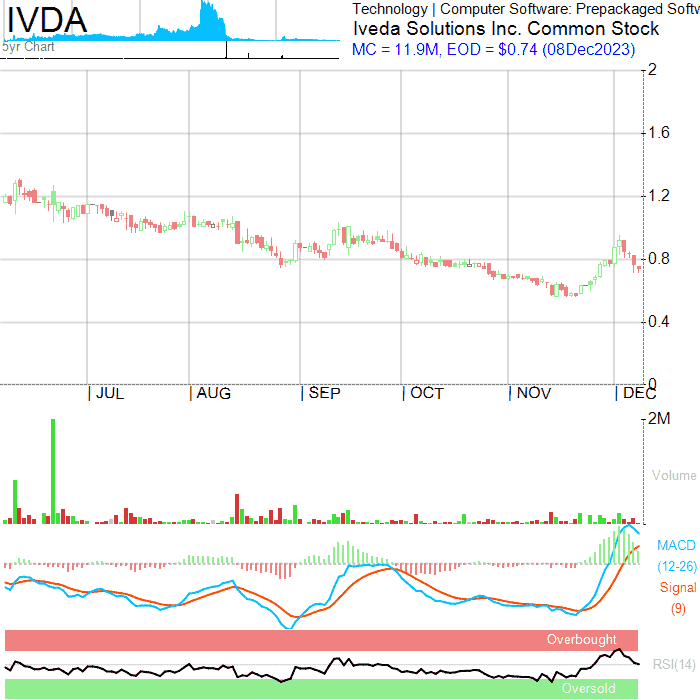 IVDA
5yr Chart
Technology | Computer Software: Prepackaged Softw
Iveda Solutions Inc. Common Stock
MC = 11.9M, EOD = $0.74 (08Dec2023)
2
1.6
1.2
0.8
0.4
0
JUL AUG SEP OCT NOV DEC
2M
Volume
MACD
(12-26)
Signal
(9)
Overbought
RSI(14)
Oversold